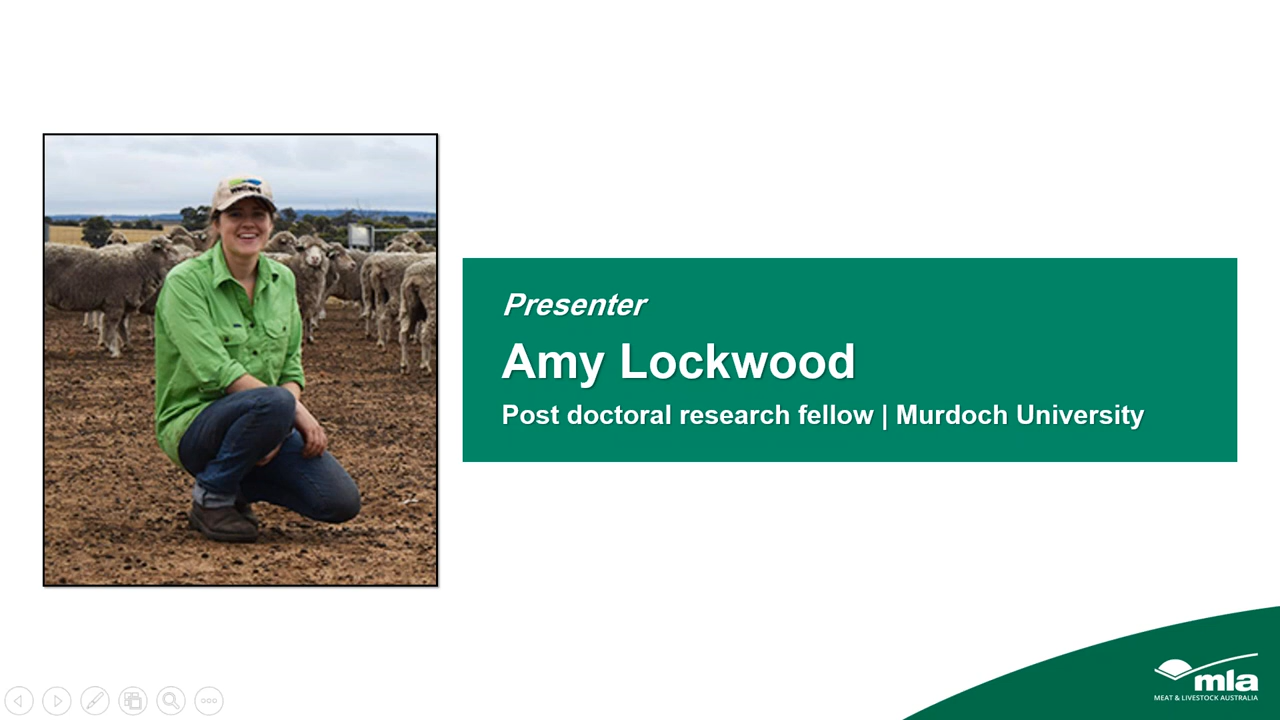 Presenter
Amy Lockwood
Post doctoral research fellow | Murdoch University
mla
MEAT & LIVESTOCK AUSTRALIA